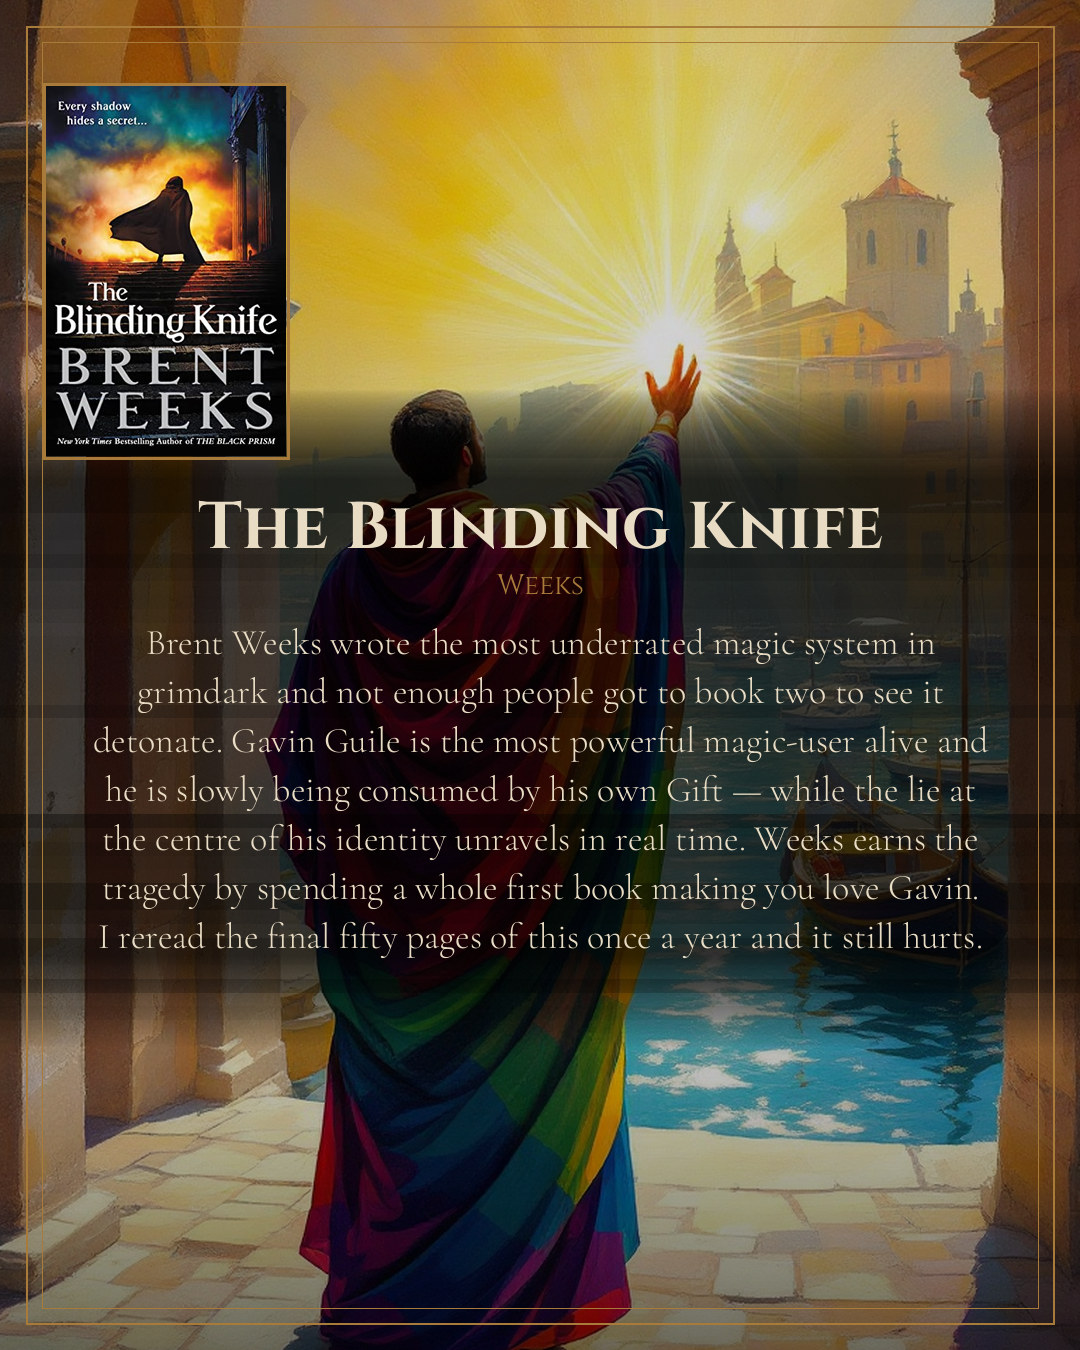 Every shadow
hides a secret...
The
Blinding Knife
BRENT
WEEKS
New York Times Bestselling Author of THE BLACK PRISM
The Blinding Knife
Weeks
Brent Weeks wrote the most underrated magic system in
grimdark and not enough people got to book two to see it
detonate. Gavin Guile is the most powerful magic-user alive and
he is slowly being consumed by his own Gift — while the lie at
the centre of his identity unravels in real time. Weeks earns the
tragedy by spending a whole first book making you love Gavin.
I reread the final fifty pages of this once a year and it still hurts.